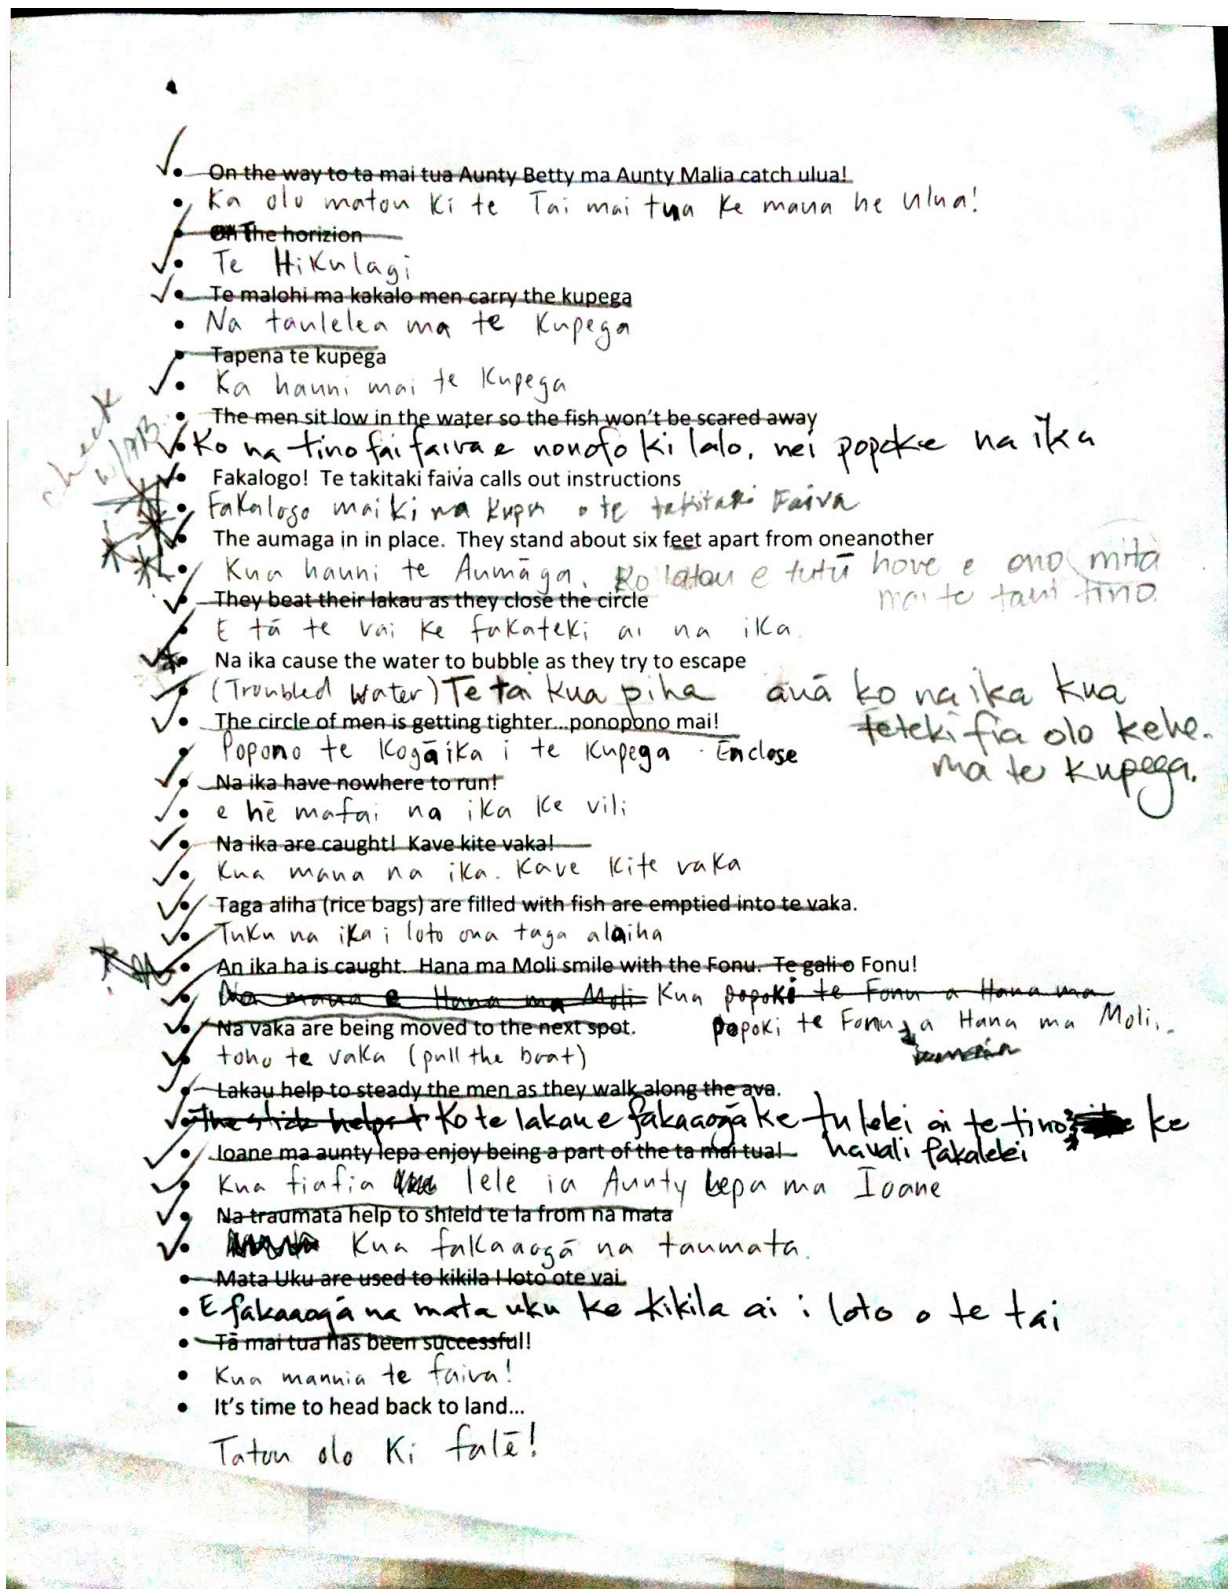 On the way to ta mai tua Aunty Betty ma Aunty Malia catch ulua!
Ka olo matou ki te Tai mai tua ke maua he ulua!
On The horizion
Te Hikulagi
Te malohi ma kakalo men carry the kupega
Na taulelea ma te kupega
Tapena te kupega
Ka hauni mai te kupega
check w/
The men sit low in the water so the fish won't be scared away
Ko na tino fai faiva e nonofo ki lalo, nei popoke na ika
Fakalogo! Te takitaki faiva calls out instructions
Fakalogo mai ki na kupu o te takitaki Faiva
The aumaga in in place. They stand about six feet apart from oneanother
Kua hauni te Aumāga. Ko latou e tutū hove e ono mita
mai te tahi tino.
They beat their lakau as they close the circle
E tā te vai ke fakateki ai na ika.
Na ika cause the water to bubble as they try to escape
(Troubled Water) Te tai kua piha auā ko na ika kua
teteki fia olo kehe.
ma te kupega.
The circle of men is getting tighter...ponopono mai!
Popono te kogāika i te kupega - Enclose
Na ika have nowhere to run!
e hē mafai na ika ke vili
Na ika are caught! Kave kite vaka!
Kua maua na ika. Kave kite vaka
Taga aliha (rice bags) are filled with fish are emptied into te vaka.
Tuku na ika i loto ona taga alaiha
An ika ha is caught. Hana ma Moli smile with the Fonu. Te gali o Fonu!
Na maua e Hana ma Moli Kua popoki te Fonu a Hana ma
Na vaka are being moved to the next spot. popoki te Fonu a Hana ma Moli.
toho te vaka (pull the boat)
Lakau help to steady the men as they walk along the ava.
The stick helps t Ko te lakau e fakaaogā ke tu lelei ai te tino ke
havali fakalelei
Ioane ma aunty lepa enjoy being a part of the ta mai tua!
Kua fiafia lele ia Aunty Lepa ma Ioane
Na traumata help to shield te la from na mata
Kua fakaaogā na taumata.
Mata Uku are used to kikila I loto ote vai.
E fakaaogā na mata uku ke kikila ai i loto o te tai
Tā mai tua has been successful!
Kua manuia te faiva!
It's time to head back to land...
Tatou olo ki falē!